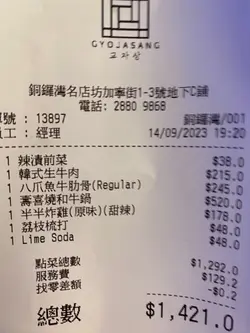 GYOJASANG
교자상
銅鑼灣名店坊加寧街1-3號地下C舖
電話: 2880 9868
單號 : 13897
銅鑼灣/001
員工 : 經理
14/09/2023 19:20
1 辣漬前菜 $38.0
1 韓式生牛肉 $215.0
1 八爪魚牛肋骨(Regular) $245.0
1 壽喜燒和牛鍋 $520.0
1 半半炸雞(原味)(甜辣) $178.0
1 荔枝梳打 $48.0
1 Lime Soda $48.0
點菜總數 $1,292.0
服務費 $129.2
找零差額 $-0.2
總數 $1,421.0